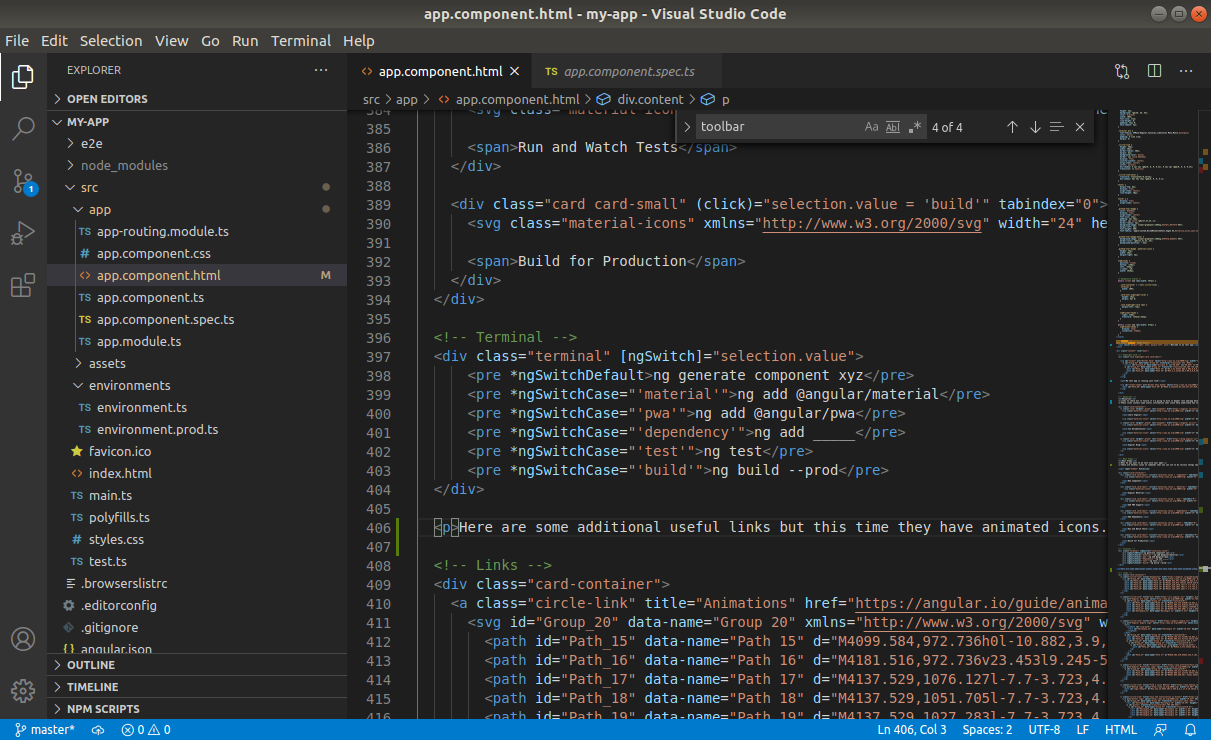 app.component.html - my-app - Visual Studio Code
File Edit Selection View Go Run Terminal Help
EXPLORER
OPEN EDITORS
MY-APP
e2e
node_modules
src
app
TS app-routing.module.ts
# app.component.css
<> app.component.html M
TS app.component.ts
TS app.component.spec.ts
TS app.module.ts
assets
environments
TS environment.ts
TS environment.prod.ts
favicon.ico
<> index.html
TS main.ts
TS polyfills.ts
# styles.css
TS test.ts
.browserslistrc
.editorconfig
.gitignore
{} angular.json
OUTLINE
TIMELINE
NPM SCRIPTS
1
<> app.component.html
TS app.component.spec.ts
src > app > <> app.component.html > div.content > p
toolbar Aa Abl .* 4 of 4
384 <svg class="material-icon
385
386 <span>Run and Watch Tests</span>
387 </div>
388
389 <div class="card card-small" (click)="selection.value = 'build'" tabindex="0">
390 <svg class="material-icons" xmlns="http://www.w3.org/2000/svg" width="24" he
391
392 <span>Build for Production</span>
393 </div>
394 </div>
395
396 <!-- Terminal -->
397 <div class="terminal" [ngSwitch]="selection.value">
398 <pre *ngSwitchDefault>ng generate component xyz</pre>
399 <pre *ngSwitchCase="'material'">ng add @angular/material</pre>
400 <pre *ngSwitchCase="'pwa'">ng add @angular/pwa</pre>
401 <pre *ngSwitchCase="'dependency'">ng add _____</pre>
402 <pre *ngSwitchCase="'test'">ng test</pre>
403 <pre *ngSwitchCase="'build'">ng build --prod</pre>
404 </div>
405
406 <p>Here are some additional useful links but this time they have animated icons.
407
408 <!-- Links -->
409 <div class="card-container">
410 <a class="circle-link" title="Animations" href="https://angular.io/guide/anima
411 <svg id="Group_20" data-name="Group 20" xmlns="http://www.w3.org/2000/svg" w
412 <path id="Path_15" data-name="Path 15" d="M4099.584,972.736h0l-10.882,3.9,
413 <path id="Path_16" data-name="Path 16" d="M4181.516,972.736v23.453l9.245-5
414 <path id="Path_17" data-name="Path 17" d="M4137.529,1076.127l-7.7-3.723,4.
415 <path id="Path_18" data-name="Path 18" d="M4137.529,1051.705l-7.7-3.723,4.
416 <path id="Path_19" data-name="Path 19" d="M4137.529,1027.283l-7.7-3.723,4
master* 0 0 Ln 406, Col 3 Spaces: 2 UTF-8 LF HTML